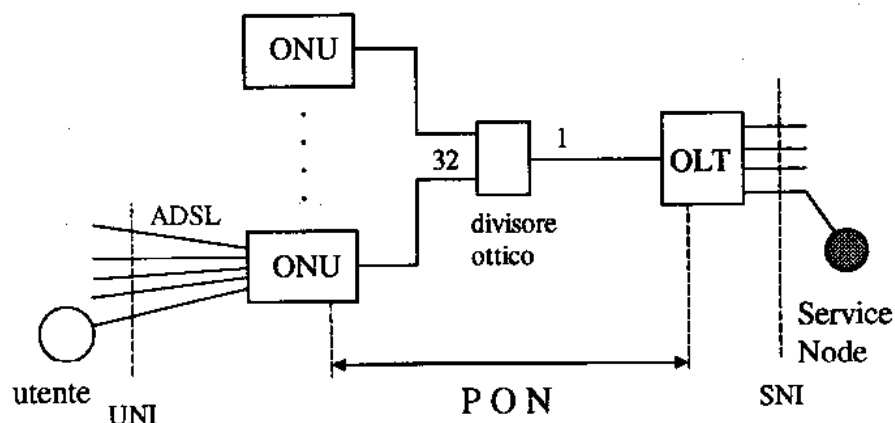 ONU
1
32
OLT
ADSL
divisore
ottico
ONU
Service
Node
utente
UNI
P O N
SNI